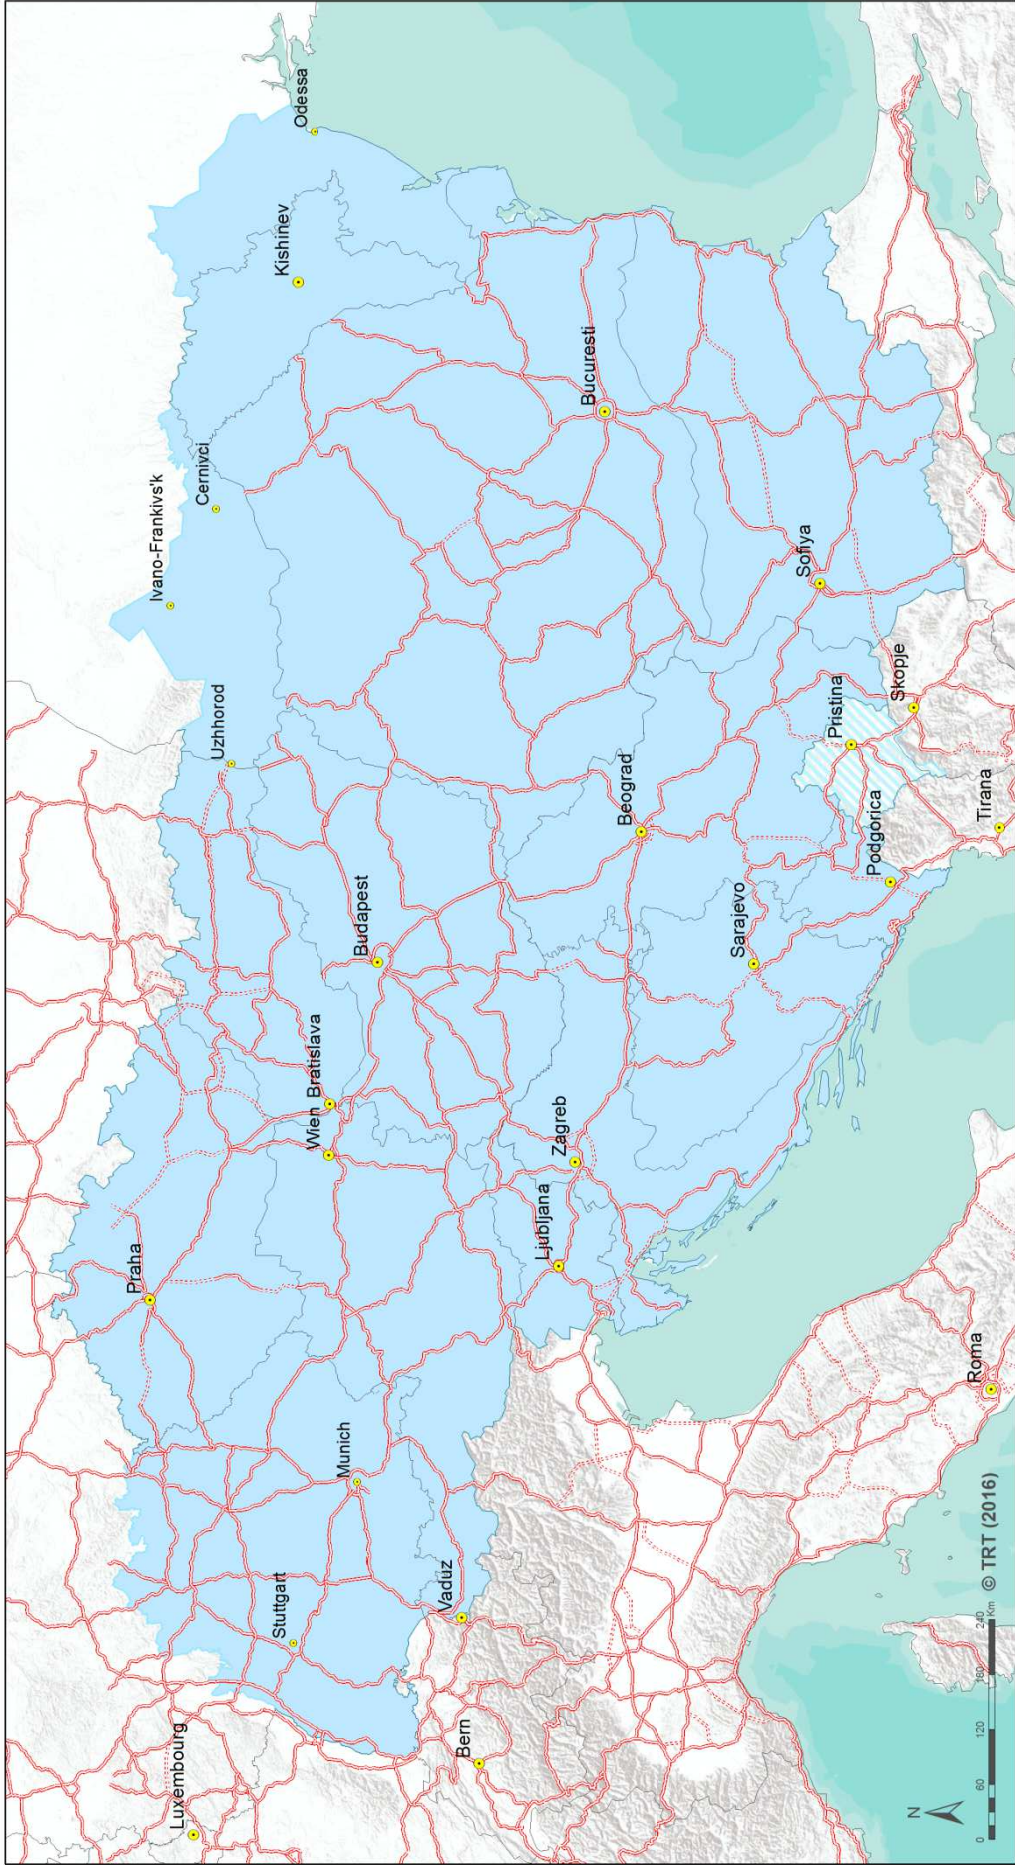 Odessa
Kishinev
Cernivci
Ivano-Frankivs'k
Bucuresti
Uzhhorod
Sofiya
Skopje
Pristina
Tirana
Podgorica
Beograd
Sarajevo
Budapest
Wien Bratislava
Zagreb
Ljubljana
Praha
Roma
Munich
Stuttgart
Vaduz
Bern
Luxembourg
N
0 60 120 180 240
Km
© TRT (2016)